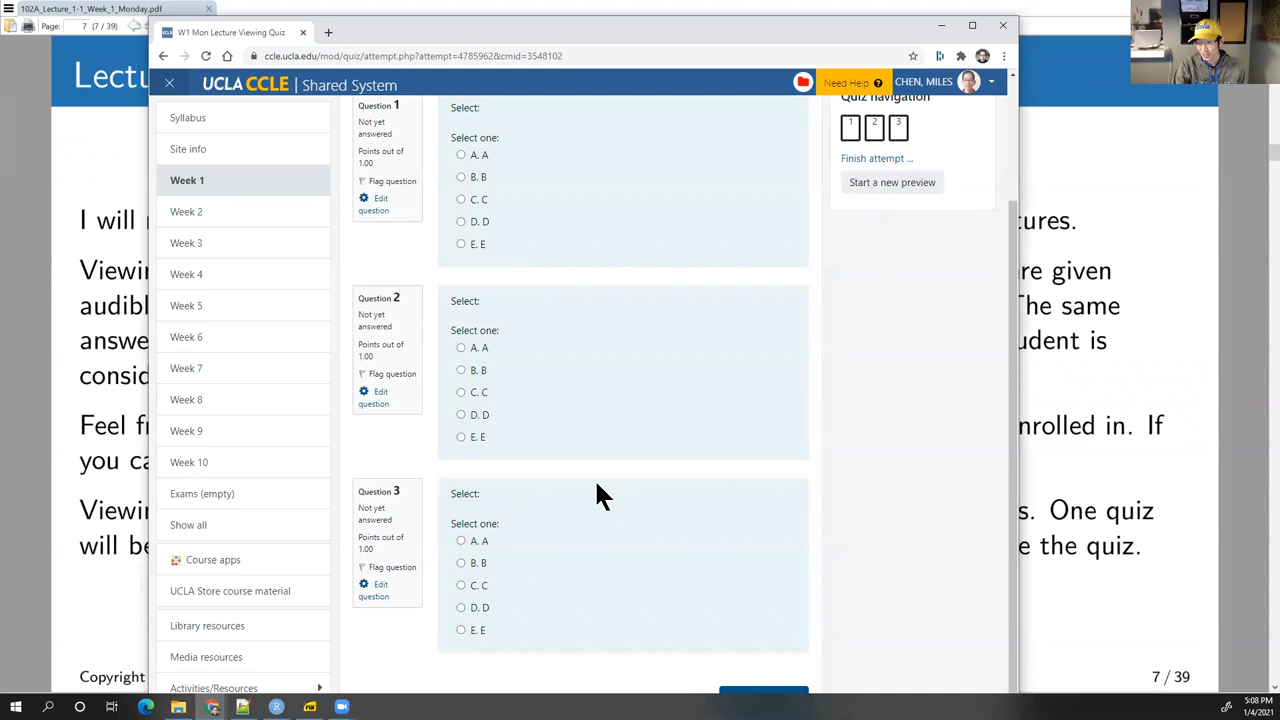 102A_Lecture_1-1_Week_1_Monday.pdf
Page: 7 (7 / 39)
W1 Mon Lecture Viewing Quiz
ccle.ucla.edu/mod/quiz/attempt.php?attempt=4785962&cmid=3548102
UCLA CCLE | Shared System
Need Help
CHEN, MILES
Syllabus
Site info
Week 1
Week 2
Week 3
Week 4
Week 5
Week 6
Week 7
Week 8
Week 9
Week 10
Exams (empty)
Show all
Course apps
UCLA Store course material
Library resources
Media resources
Activities/Resources
Question 1
Not yet
answered
Points out of
1.00
Flag question
Edit
question
Select:
Select one:
A. A
B. B
C. C
D. D
E. E
Question 2
Not yet
answered
Points out of
1.00
Flag question
Edit
question
Select:
Select one:
A. A
B. B
C. C
D. D
E. E
Question 3
Not yet
answered
Points out of
1.00
Flag question
Edit
question
Select:
Select one:
A. A
B. B
C. C
D. D
E. E
Quiz navigation
1 2 3
Finish attempt ...
Start a new preview
Lectu
I will tures.
Viewin re given
audibl The same
answe udent is
consid
Feel f nrolled in. If
you ca
Viewin s. One quiz
will be e the quiz.
Copyright 7 / 39
5:08 PM
1/4/2021